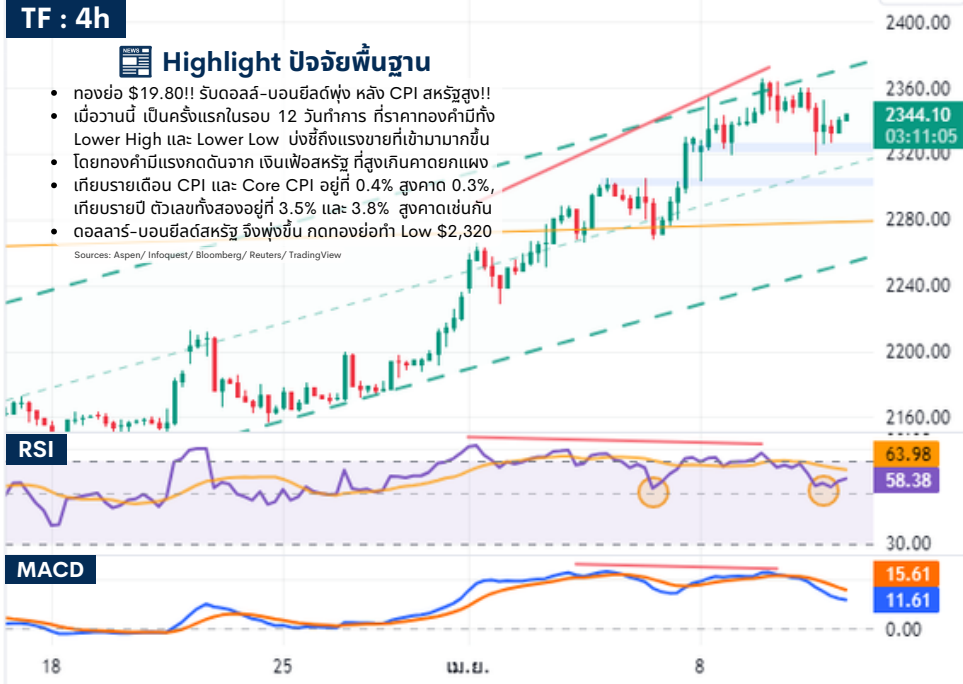 TF : 4h
NEWS
Highlight ปัจจัยพื้นฐาน
• ทองย่อ $19.80!! รับดอลล์-บอนยีลด์พุ่ง หลัง CPI สหรัฐสูง!!
• เมื่อวานนี้ เป็นครั้งแรกในรอบ 12 วันทำการ ที่ราคาทองคำมีทั้ง
Lower High และ Lower Low บ่งชี้ถึงแรงขายที่เข้ามามากขึ้น
• โดยทองคำมีแรงกดดันจาก เงินเฟ้อสหรัฐ ที่สูงเกินคาดยกแผง
• เทียบรายเดือน CPI และ Core CPI อยู่ที่ 0.4% สูงคาด 0.3%,
เทียบรายปี ตัวเลขทั้งสองอยู่ที่ 3.5% และ 3.8% สูงคาดเช่นกัน
• ดอลลาร์-บอนยีลด์สหรัฐ จึงพุ่งขึ้น กดทองย่อทำ Low $2,320
Sources: Aspen/ Infoquest/ Bloomberg/ Reuters/ TradingView
2400.00
2360.00
2344.10
03:11:05
2320.00
2280.00
2240.00
2200.00
2160.00
RSI
63.98
58.38
30.00
MACD
15.61
11.61
0.00
18
25
เม.ย.
8